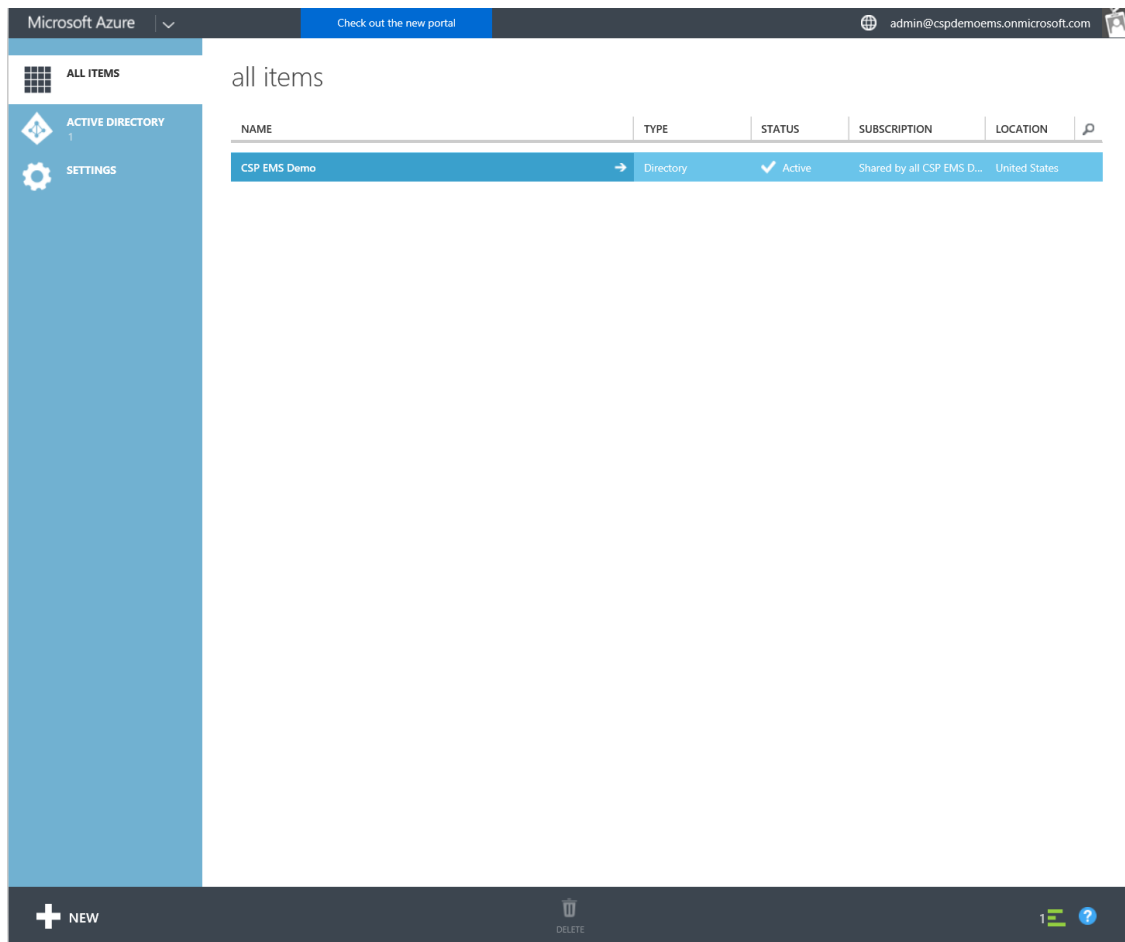 Microsoft Azure
Check out the new portal
admin@cspdemoems.onmicrosoft.com
ALL ITEMS
ACTIVE DIRECTORY
1
SETTINGS
all items
NAME TYPE STATUS SUBSCRIPTION LOCATION
CSP EMS Demo Directory Active Shared by all CSP EMS D... United States
NEW
DELETE
1
?